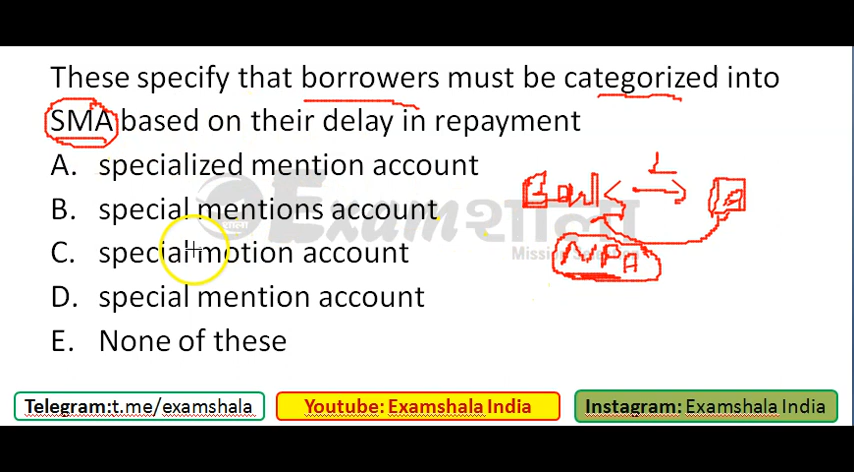 These specify that borrowers must be categorized into
SMA based on their delay in repayment
A. specialized mention account
B. special mentions account
C. special motion account
D. special mention account
E. None of these
Examशाला
शाला
Mission
L
NPA
Telegram:t.me/examshala
Youtube: Examshala India
Instagram: Examshala India